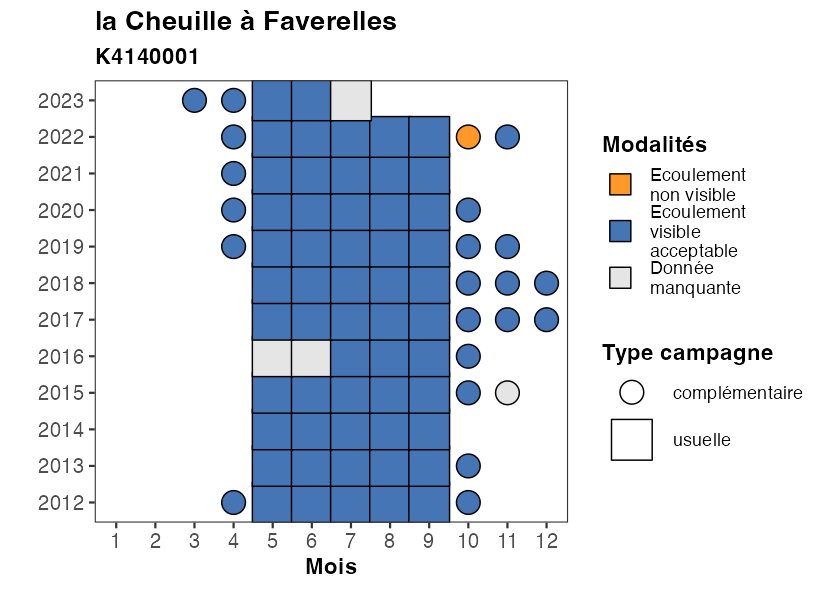 la Cheuille à Faverelles
K4140001
2023
2022
2021
2020
2019
2018
2017
2016
2015
2014
2013
2012
1 2 3 4 5 6 7 8 9 10 11 12
Mois
Modalités
Ecoulement
non visible
Ecoulement
visible
acceptable
Donnée
manquante
Type campagne
complémentaire
usuelle